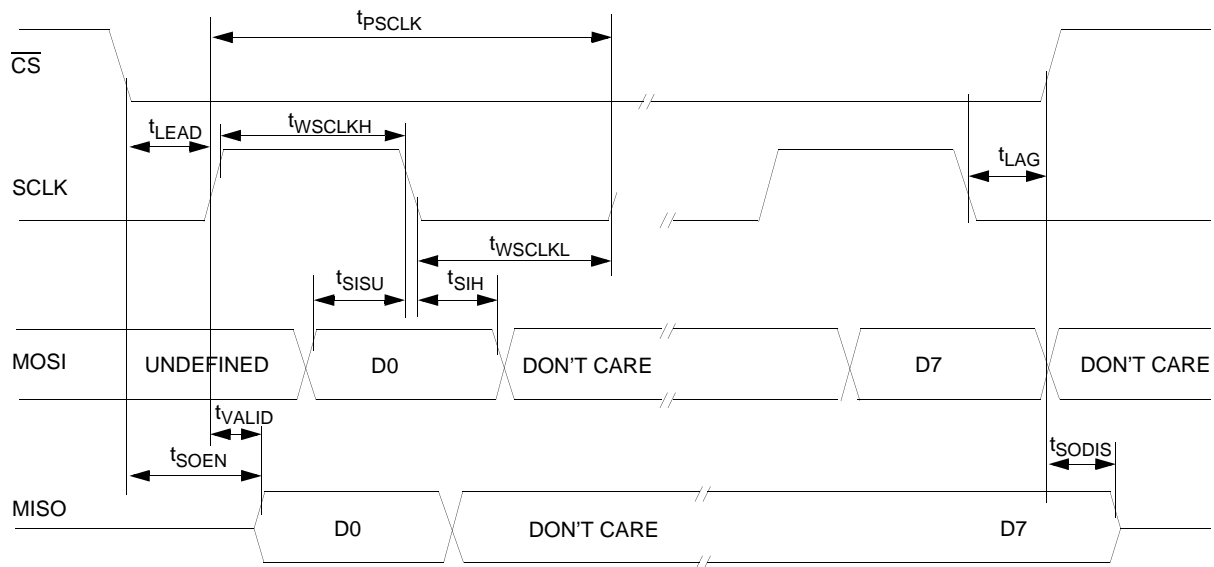 tPSCLK
CS
tLEAD
tWSCLKH
tLAG
SCLK
tWSCLKL
tSISU
tSIH
MOSI
UNDEFINED
D0
DON'T CARE
D7
DON'T CARE
tVALID
tSOEN
tSODIS
MISO
D0
DON'T CARE
D7